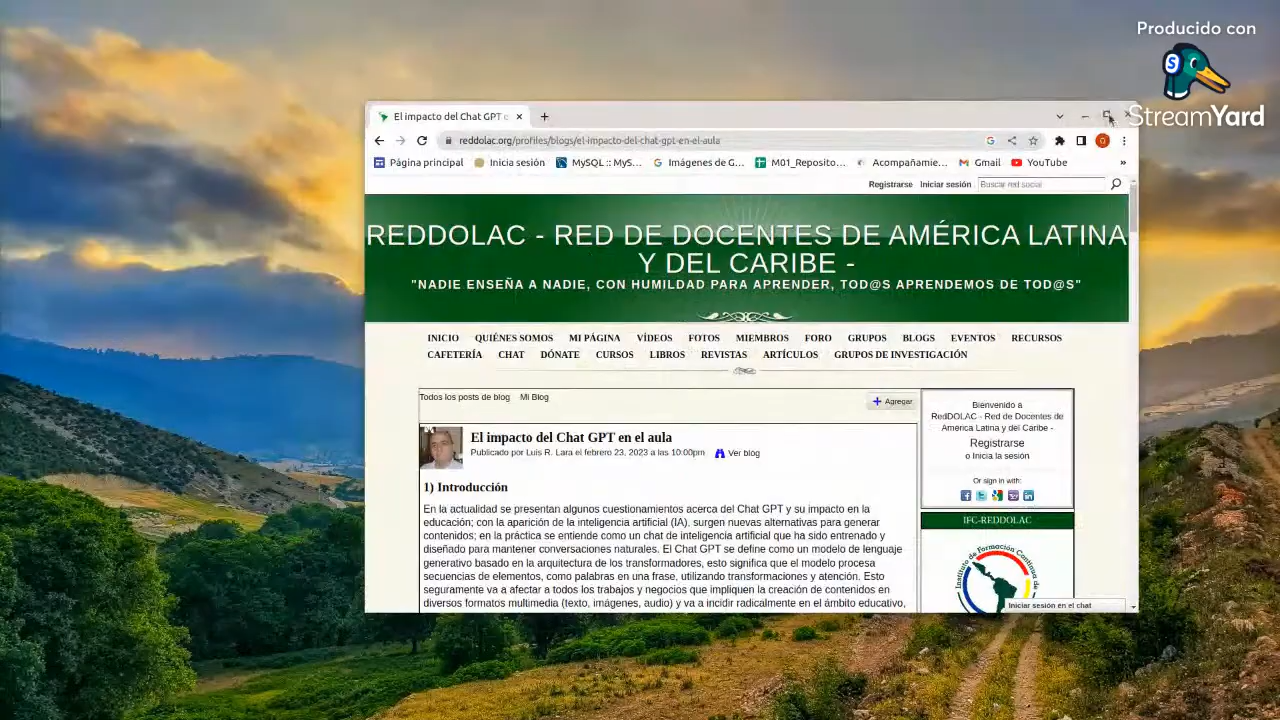 Producido con
StreamYard
El impacto del Chat GPT
reddolac.org/profiles/blogs/el-impacto-del-chat-gpt-en-el-aula
Página principal
Inicia sesión
MySQL :: MyS...
Imágenes de G...
M01_Reposito...
Acompañamie...
Gmail
YouTube
»
Registrarse Iniciar sesión Buscar red social
REDDOLAC - RED DE DOCENTES DE AMÉRICA LATINA
Y DEL CARIBE -
"NADIE ENSEÑA A NADIE, CON HUMILDAD PARA APRENDER, TOD@S APRENDEMOS DE TOD@S"
INICIO QUIÉNES SOMOS MI PÁGINA VÍDEOS FOTOS MIEMBROS FORO GRUPOS BLOGS EVENTOS RECURSOS
CAFETERÍA CHAT DÓNATE CURSOS LIBROS REVISTAS ARTÍCULOS GRUPOS DE INVESTIGACIÓN
Todos los posts de blog Mi Blog
+ Agregar
El impacto del Chat GPT en el aula
Publicado por Luis R. Lara el febrero 23, 2023 a las 10:00pm Ver blog
1) Introducción
En la actualidad se presentan algunos cuestionamientos acerca del Chat GPT y su impacto en la
educación; con la aparición de la inteligencia artificial (IA), surgen nuevas alternativas para generar
contenidos; en la práctica se entiende como un chat de inteligencia artificial que ha sido entrenado y
diseñado para mantener conversaciones naturales. El Chat GPT se define como un modelo de lenguaje
generativo basado en la arquitectura de los transformadores, esto significa que el modelo procesa
secuencias de elementos, como palabras en una frase, utilizando transformaciones y atención. Esto
seguramente va a afectar a todos los trabajos y negocios que impliquen la creación de contenidos en
diversos formatos multimedia (texto, imágenes, audio) y va a incidir radicalmente en el ámbito educativo,
Bienvenido a
RedDOLAC - Red de Docentes de
América Latina y del Caribe -
Registrarse
o Inicia la sesión
Or sign in with:
IFC-REDDOLAC
Instituto de Formación Continua de
Iniciar sesión en el chat